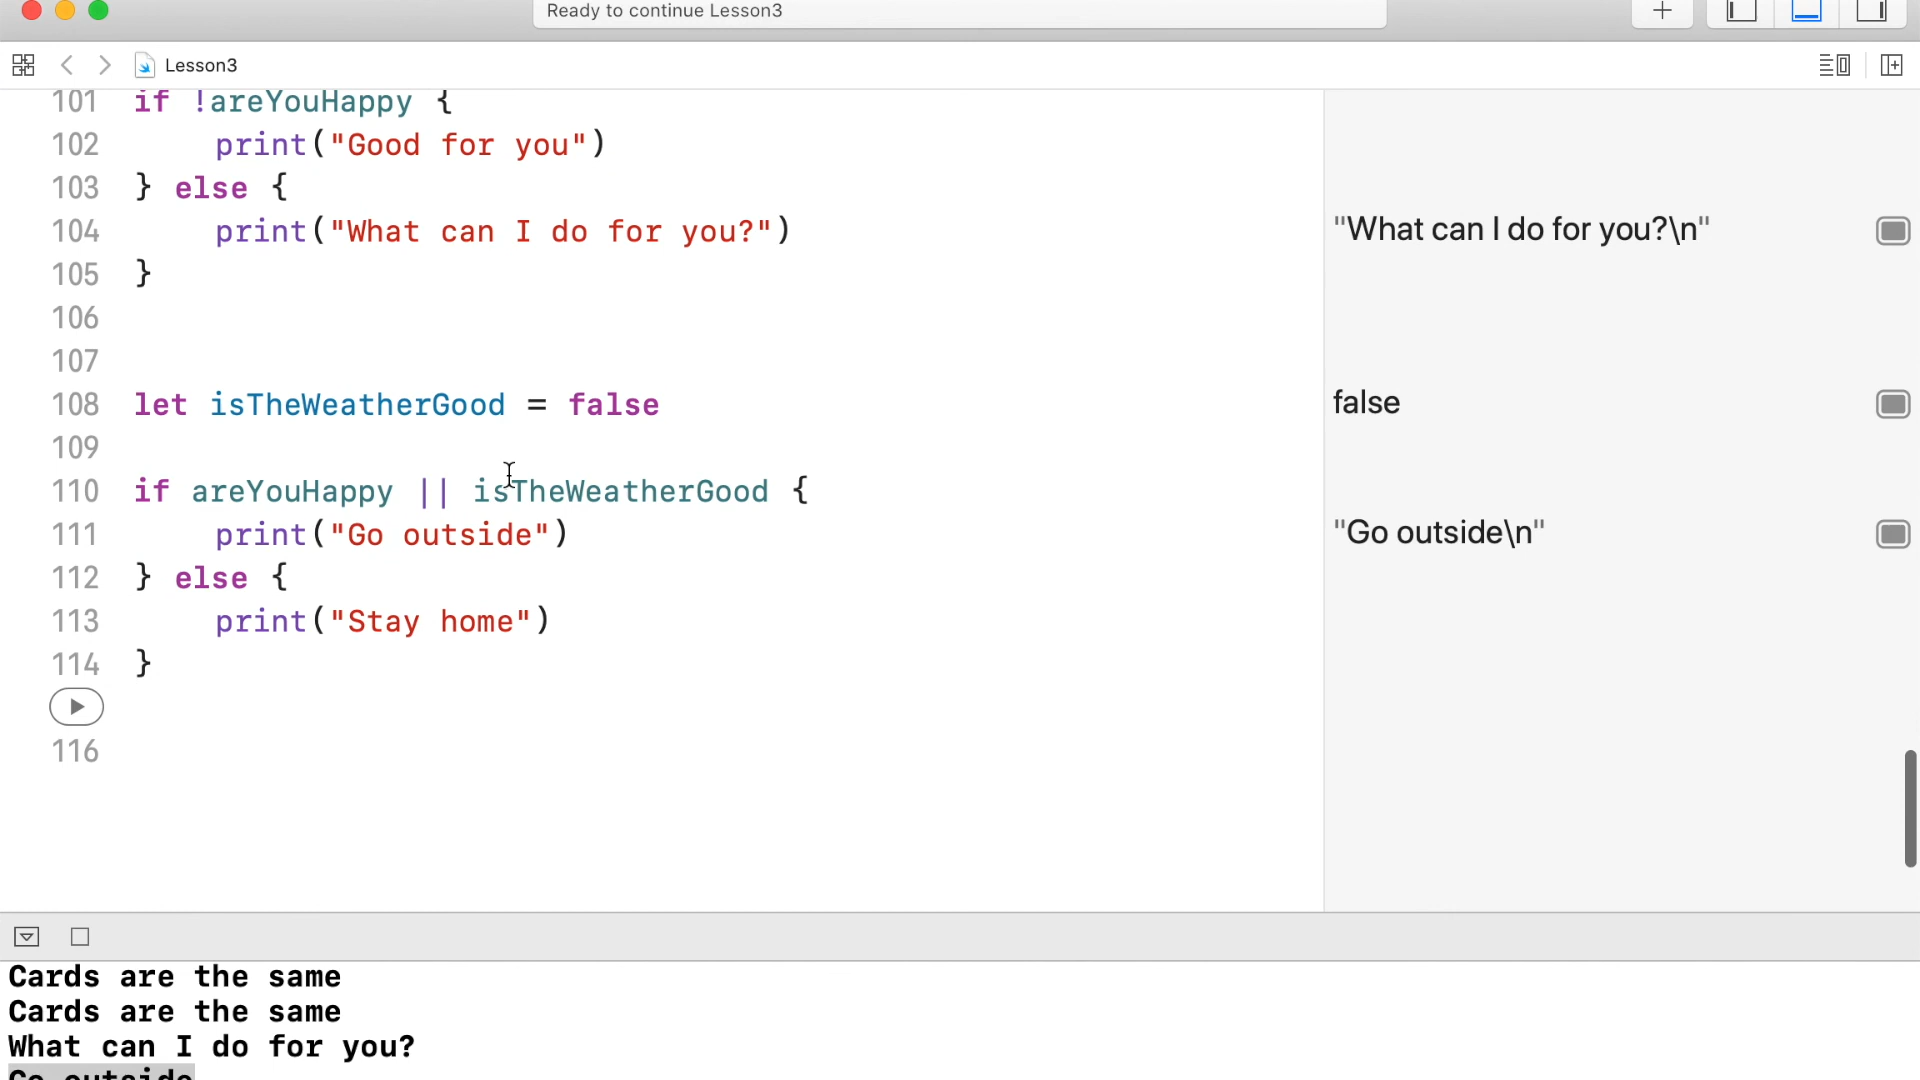 Ready to continue Lesson3
Lesson3
101 if !areYouHappy {
102 print("Good for you")
103 } else {
104 print("What can I do for you?") "What can I do for you?\n"
105 }
106
107
108 let isTheWeatherGood = false false
109
110 if areYouHappy || isTheWeatherGood {
111 print("Go outside") "Go outside\n"
112 } else {
113 print("Stay home")
114 }
116
Cards are the same
Cards are the same
What can I do for you?
Go outside